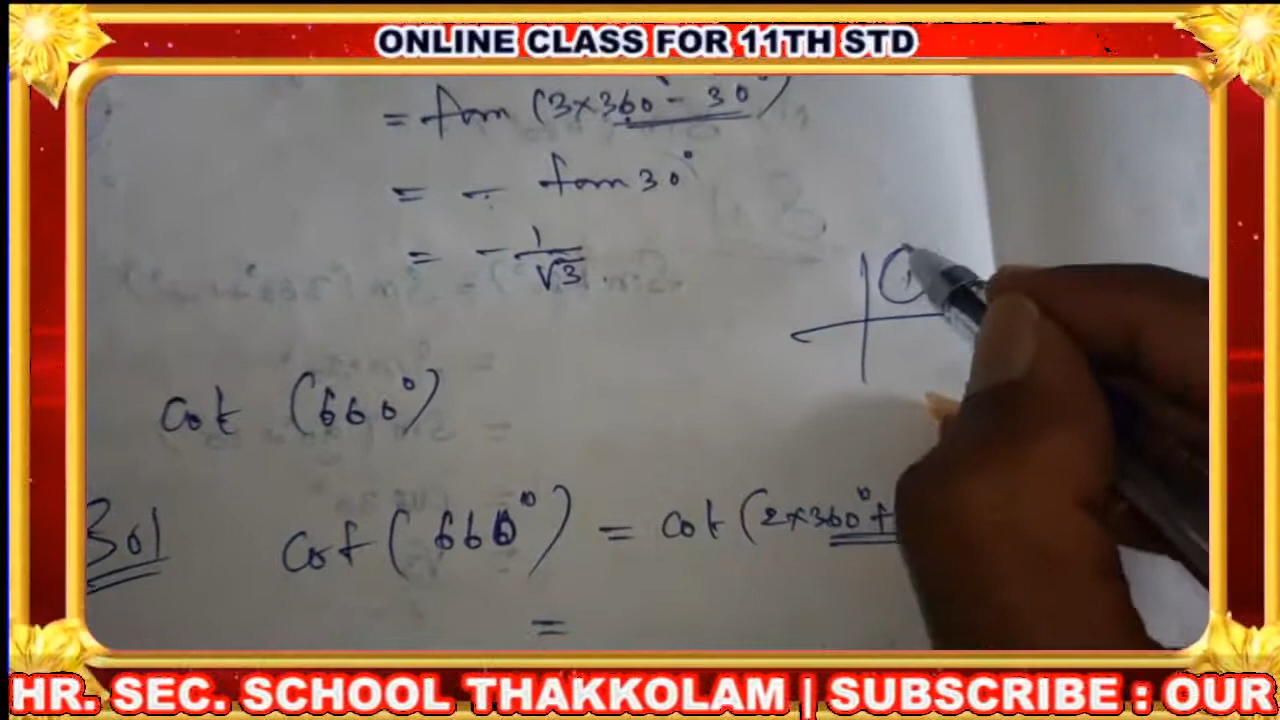 ONLINE CLASS FOR 11TH STD
= tan (3×360° - 30°)
= - tan 30°
= - 1/√3
cot (660°)
Sol cot (660°) = cot (2×360° +
=
HR. SEC. SCHOOL THAKKOLAM | SUBSCRIBE : OUR